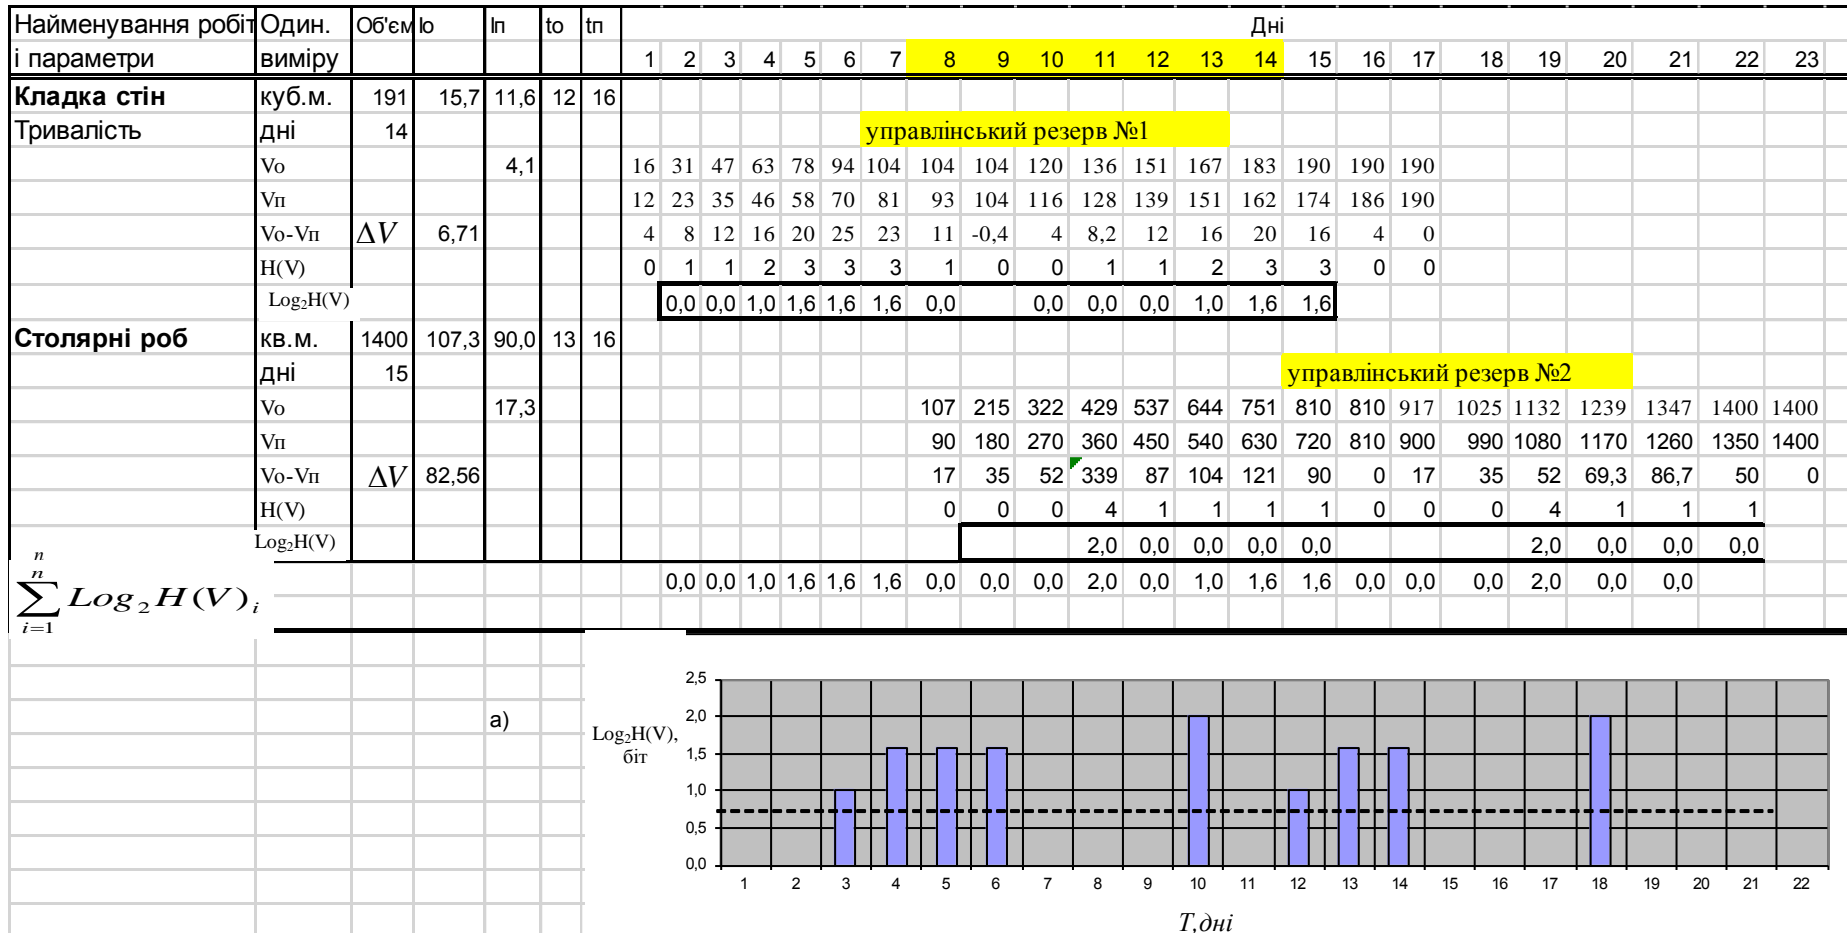 Найменування робіт Один. Об'єм Io Iп to tп Дні
і параметри виміру 1 2 3 4 5 6 7 8 9 10 11 12 13 14 15 16 17 18 19 20 21 22 23
Кладка стін куб.м. 191 15,7 11,6 12 16
Тривалість дні 14 управлінський резерв №1
Vo 4,1 16 31 47 63 78 94 104 104 104 120 136 151 167 183 190 190 190
Vп 12 23 35 46 58 70 81 93 104 116 128 139 151 162 174 186 190
Vo-Vп ΔV 6,71 4 8 12 16 20 25 23 11 -0,4 4 8,2 12 16 20 16 4 0
H(V) 0 1 1 2 3 3 3 1 0 0 1 1 2 3 3 0 0
Log₂H(V) 0,0 0,0 1,0 1,6 1,6 1,6 0,0 0,0 0,0 0,0 1,0 1,6 1,6
Столярні роб кв.м. 1400 107,3 90,0 13 16
дні 15 управлінський резерв №2
Vo 17,3 107 215 322 429 537 644 751 810 810 917 1025 1132 1239 1347 1400 1400
Vп 90 180 270 360 450 540 630 720 810 900 990 1080 1170 1260 1350 1400
Vo-Vп ΔV 82,56 17 35 52 339 87 104 121 90 0 17 35 52 69,3 86,7 50 0
H(V) 0 0 0 4 1 1 1 1 0 0 0 4 1 1 1
Log₂H(V) 2,0 0,0 0,0 0,0 0,0 2,0 0,0 0,0 0,0
n
∑ⁿᵢ₌₁ Log₂H(V)ᵢ 0,0 0,0 1,0 1,6 1,6 1,6 0,0 0,0 0,0 2,0 0,0 1,0 1,6 1,6 0,0 0,0 0,0 2,0 0,0 0,0
а)
Log₂H(V),
біт
2,5
2,0
1,5
1,0
0,5
0,0
1 2 3 4 5 6 7 8 9 10 11 12 13 14 15 16 17 18 19 20 21 22
T,дні